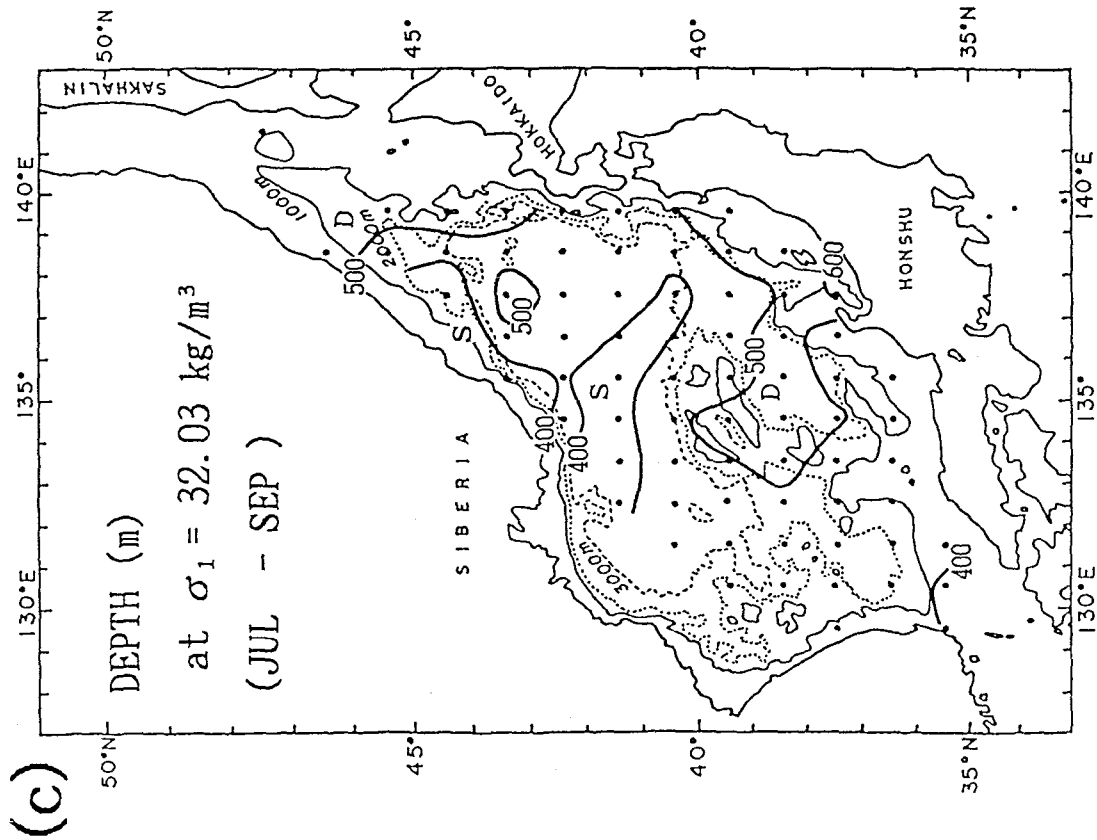 (c)
DEPTH (m)
at σ₁ = 32.03 kg/m³
(JUL - SEP)
130°E
135°
140°E
50°N
50°N
45°
45°
40°
40°
35°N
35°N
130°E
135°
140°E
SAKHALIN
HOKKAIDO
HONSHU
SIBERIA
1000m
2000m
3000m
D
500
S
500
400
400
S
500
D
600
400